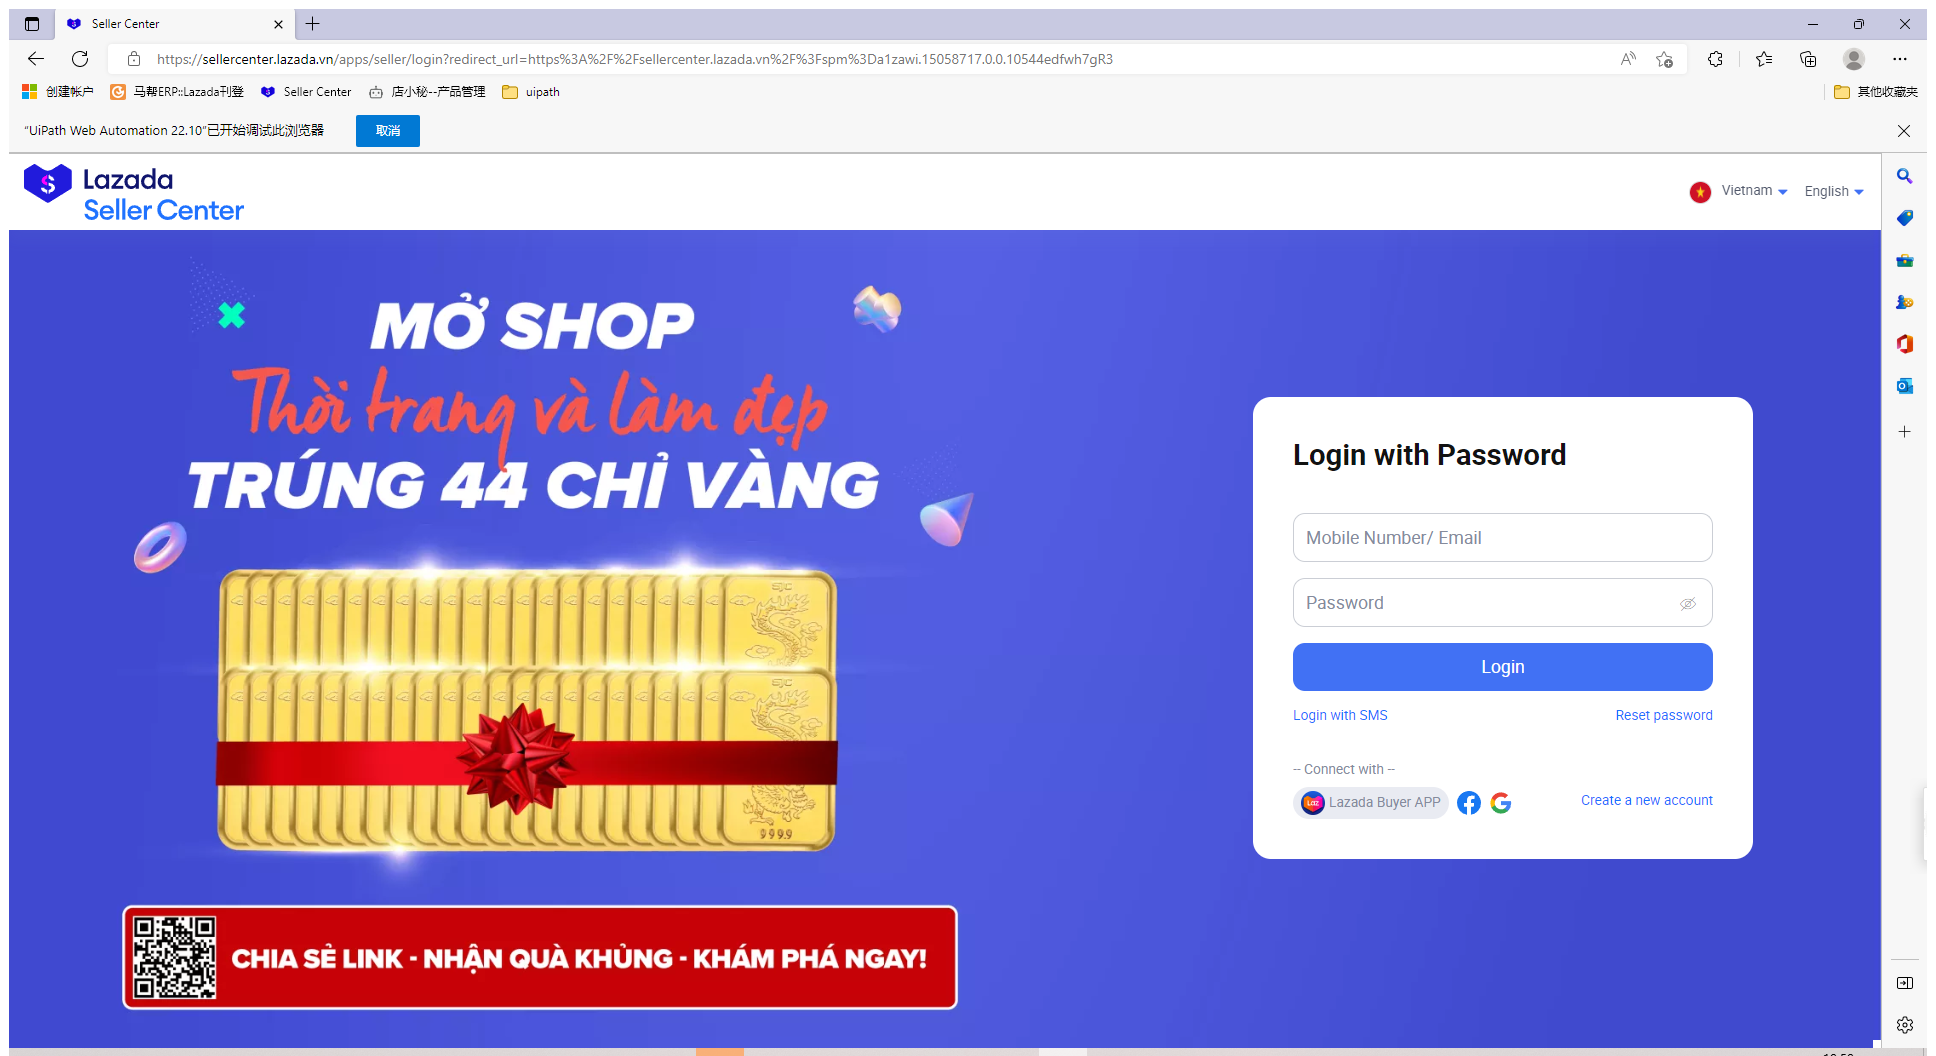 Seller Center
https://sellercenter.lazada.vn/apps/seller/login?redirect_url=https%3A%2F%2Fsellercenter.lazada.vn%2F%3Fspm%3Da1zawi.15058717.0.0.10544edfwh7gR3
创建帐户 马帮ERP::Lazada刊登 Seller Center 店小秘--产品管理 uipath 其他收藏夹
“UiPath Web Automation 22.10”已开始调试此浏览器 取消
Lazada
Seller Center
Vietnam English
MỞ SHOP
Thời trang và làm đẹp
TRÚNG 44 CHỈ VÀNG
Login with Password
Mobile Number/ Email
Password
Login
Login with SMS Reset password
-- Connect with --
Lazada Buyer APP Create a new account
SJC
SJC
999.9
CHIA SẺ LINK - NHẬN QUÀ KHỦNG - KHÁM PHÁ NGAY!